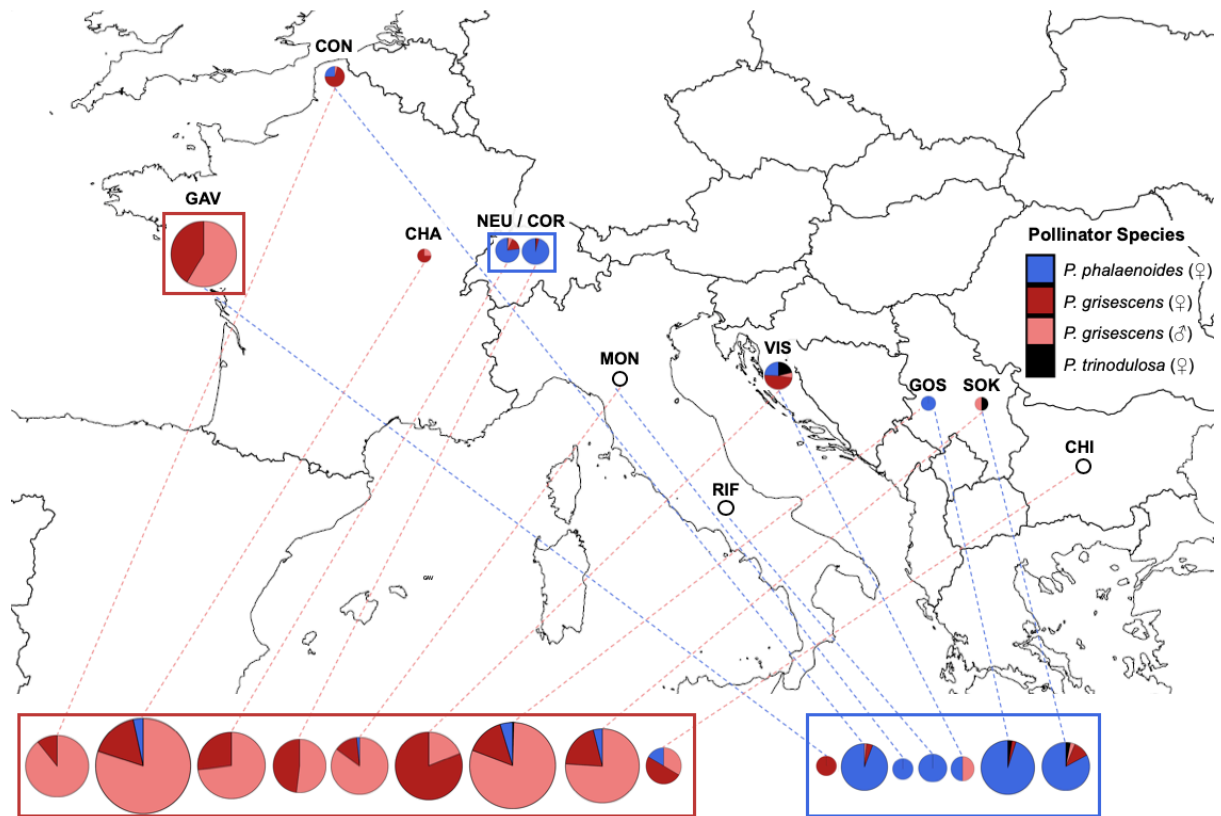 CON
GAV
CHA
NEU / COR
Pollinator Species
P. phalaenoides (♀)
P. grisescens (♀)
P. grisescens (♂)
P. trinodulosa (♀)
MON
VIS
GOS
SOK
CHI
RIF
GAV